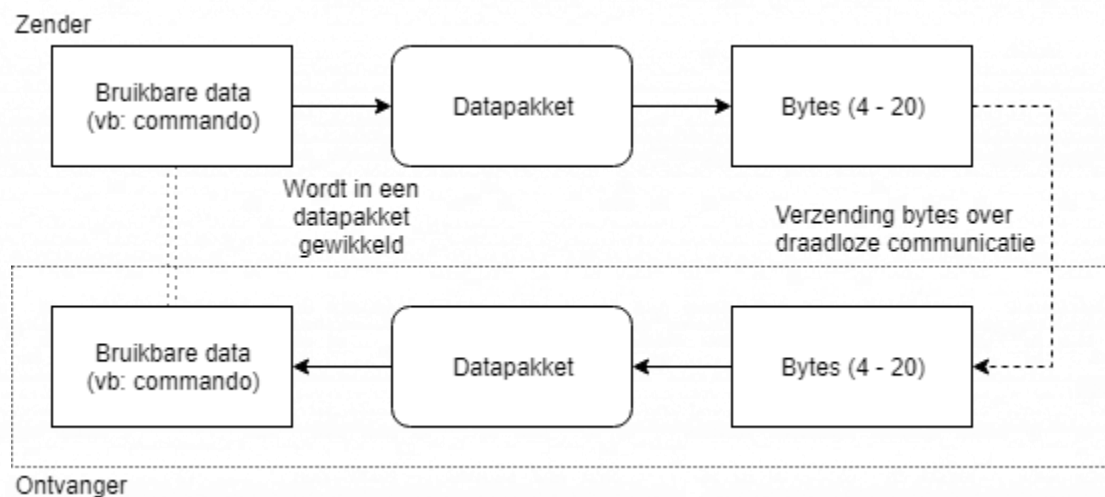 Zender
Bruikbare data
(vb: commando)
Datapakket
Bytes (4 - 20)
Wordt in een
datapakket
gewikkeld
Verzending bytes over
draadloze communicatie
Bruikbare data
(vb: commando)
Datapakket
Bytes (4 - 20)
Ontvanger